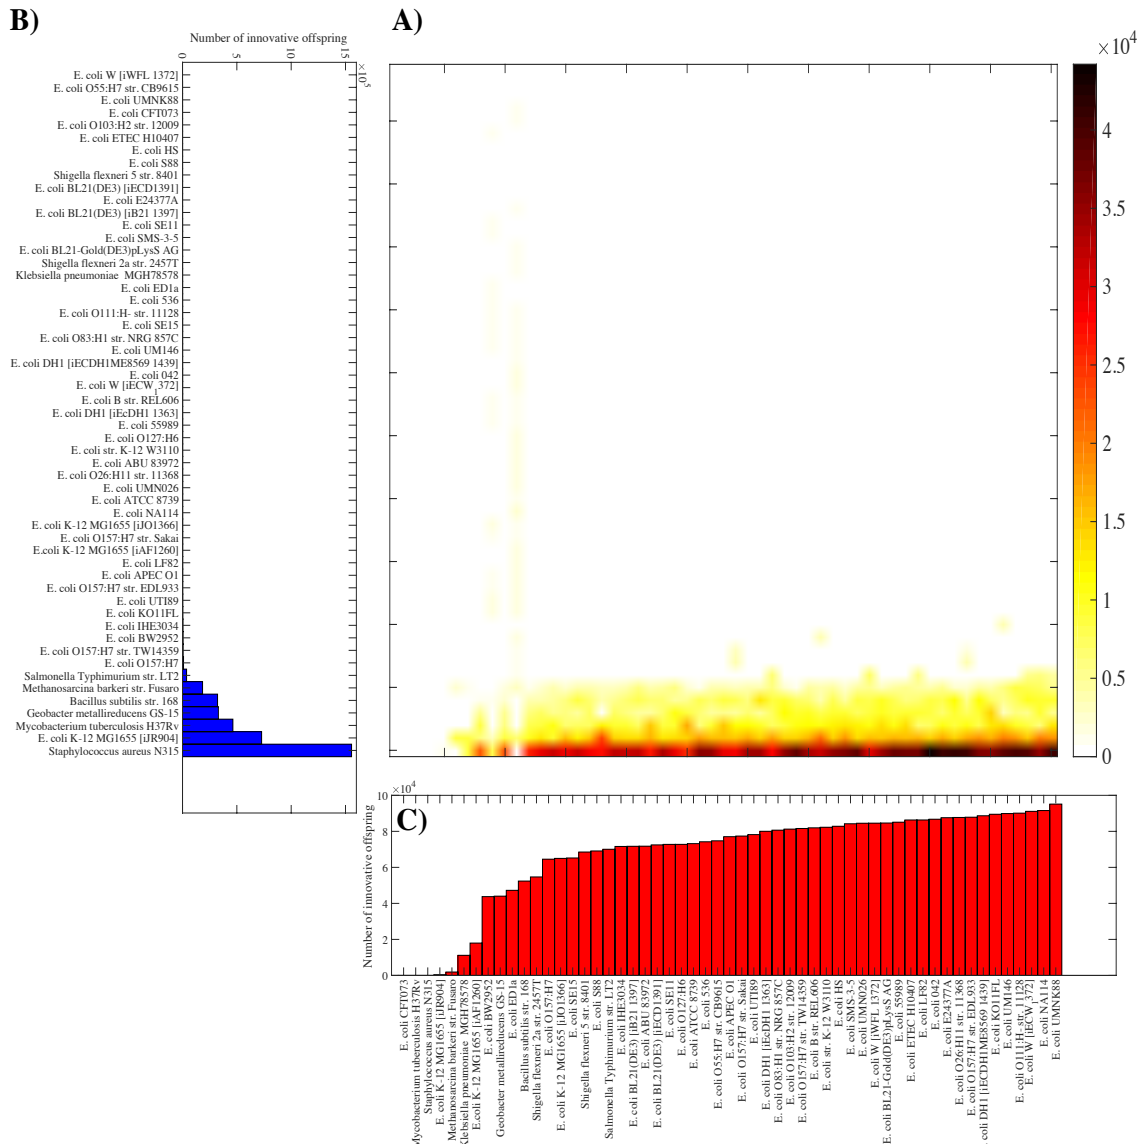 B)
A)
Number of innovative offspring
0
5
10
15
×10⁵
E. coli W [iWFL 1372]
E. coli O55:H7 str. CB9615
E. coli UMNK88
E. coli CFT073
E. coli O103:H2 str. 12009
E. coli ETEC H10407
E. coli HS
E. coli S88
Shigella flexneri 5 str. 8401
E. coli BL21(DE3) [iECD1391]
E. coli E24377A
E. coli BL21(DE3) [iB21 1397]
E. coli SE11
E. coli SMS-3-5
E. coli BL21-Gold(DE3)pLysS AG
Shigella flexneri 2a str. 2457T
Klebsiella pneumoniae MGH78578
E. coli ED1a
E. coli 536
E. coli O111:H- str. 11128
E. coli SE15
E. coli O83:H1 str. NRG 857C
E. coli UM146
E. coli DH1 [iECDH1ME8569 1439]
E. coli 042
E. coli W [iECW₁372]
E. coli B str. REL606
E. coli DH1 [iEcDH1 1363]
E. coli 55989
E. coli O127:H6
E. coli str. K-12 W3110
E. coli ABU 83972
E. coli O26:H11 str. 11368
E. coli UMN026
E. coli ATCC 8739
E. coli NA114
E. coli K-12 MG1655 [iJO1366]
E. coli O157:H7 str. Sakai
E.coli K-12 MG1655 [iAF1260]
E. coli LF82
E. coli APEC O1
E. coli O157:H7 str. EDL933
E. coli UTI89
E. coli KO11FL
E. coli IHE3034
E. coli BW2952
E. coli O157:H7 str. TW14359
E. coli O157:H7
Salmonella Typhimurium str. LT2
Methanosarcina barkeri str. Fusaro
Bacillus subtilis str. 168
Geobacter metallireducens GS-15
Mycobacterium tuberculosis H37Rv
E. coli K-12 MG1655 [iJR904]
Staphylococcus aureus N315
×10⁴
4
3.5
3
2.5
2
1.5
1
0.5
0
C)
×10⁴
Number of innovative offspring
10
8
6
4
2
0
E. coli CFT073
Mycobacterium tuberculosis H37Rv
Staphylococcus aureus N315
E. coli K-12 MG1655 [iJR904]
Methanosarcina barkeri str. Fusaro
Klebsiella pneumoniae MGH78578
E.coli K-12 MG1655 [iAF1260]
E. coli BW2952
Geobacter metallireducens GS-15
E. coli ED1a
Bacillus subtilis str. 168
Shigella flexneri 2a str. 2457T
E. coli O157:H7
E. coli K-12 MG1655 [iJO1366]
E. coli SE15
Shigella flexneri 5 str. 8401
E. coli S88
Salmonella Typhimurium str. LT2
E. coli IHE3034
E. coli BL21(DE3) [iB21 1397]
E. coli ABU 83972
E. coli BL21(DE3) [iECD1391]
E. coli SE11
E. coli O127:H6
E. coli ATCC 8739
E. coli 536
E. coli O55:H7 str. CB9615
E. coli APEC O1
E. coli O157:H7 str. Sakai
E. coli UTI89
E. coli DH1 [iEcDH1 1363]
E. coli O83:H1 str. NRG 857C
E. coli O103:H2 str. 12009
E. coli O157:H7 str. TW14359
E. coli B str. REL606
E. coli str. K-12 W3110
E. coli HS
E. coli SMS-3-5
E. coli UMN026
E. coli W [iWFL 1372]
E. coli BL21-Gold(DE3)pLysS AG
E. coli 55989
E. coli ETEC H10407
E. coli LF82
E. coli 042
E. coli E24377A
E. coli O26:H11 str. 11368
E. coli O157:H7 str. EDL933
. coli DH1 [iECDH1ME8569 1439]
E. coli KO11FL
E. coli UM146
E. coli O111:H- str. 11128
E. coli W [iECW₁372]
E. coli NA114
E. coli UMNK88